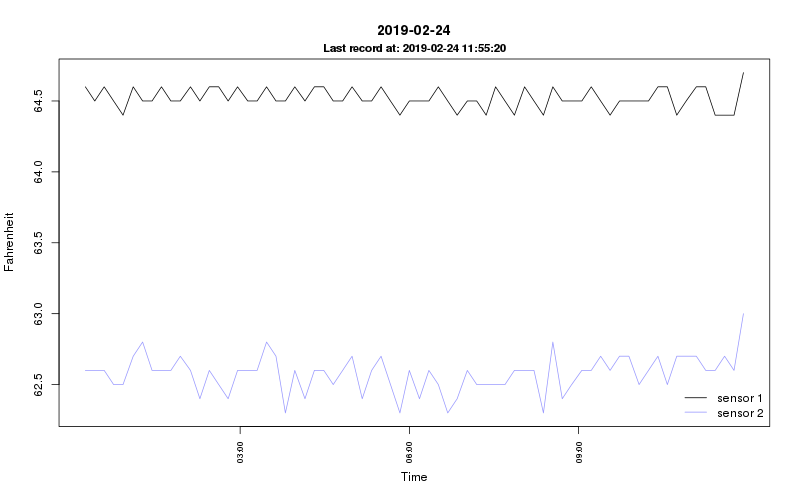 2019-02-24
Last record at: 2019-02-24 11:55:20
64.5
64.0
63.5
63.0
62.5
Fahrenheit
sensor 1
sensor 2
03:00
06:00
09:00
Time